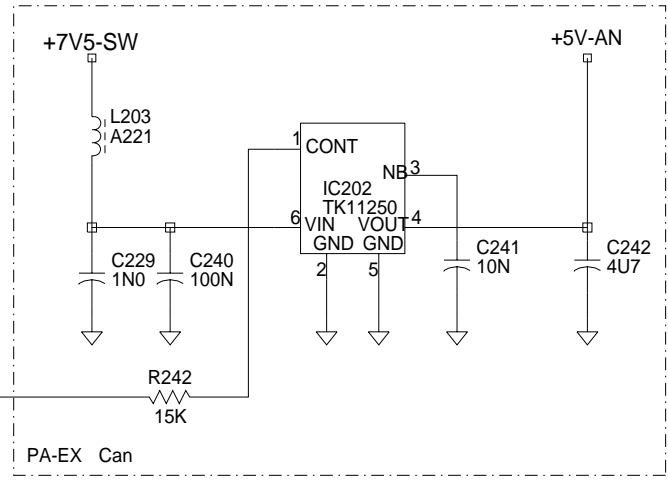 +7V5-SW
+5V-AN
L203
A221
1
CONT
NB
3
IC202
TK11250
6
VIN
VOUT
4
GND
GND
2
5
C229
1N0
C240
100N
C241
10N
C242
4U7
R242
15K
PA-EX Can